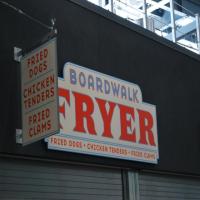 FRIED
DOGS
CHICKEN
TENDERS
FRIED
CLAMS
BOARDWALK
FRYER
FRIED DOGS • CHICKEN TENDERS • FRIED CLAMS